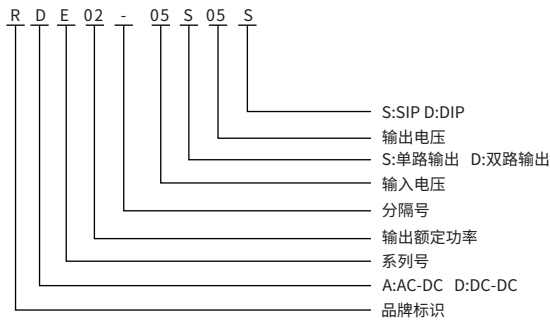 R D E 02 - 05 S 05 S
S:SIP D:DIP
输出电压
S:单路输出 D:双路输出
输入电压
分隔号
输出额定功率
系列号
A:AC-DC D:DC-DC
品牌标识